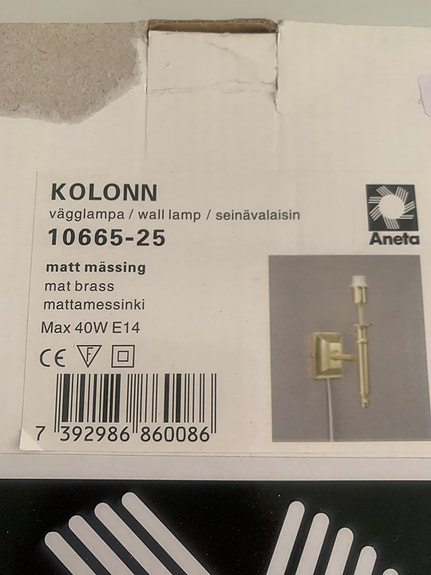 KOLONN
vägglampa / wall lamp / seinävalaisin
10665-25
Aneta
matt mässing
mat brass
mattamessinki
Max 40W E14
CE F
7 392986 860086